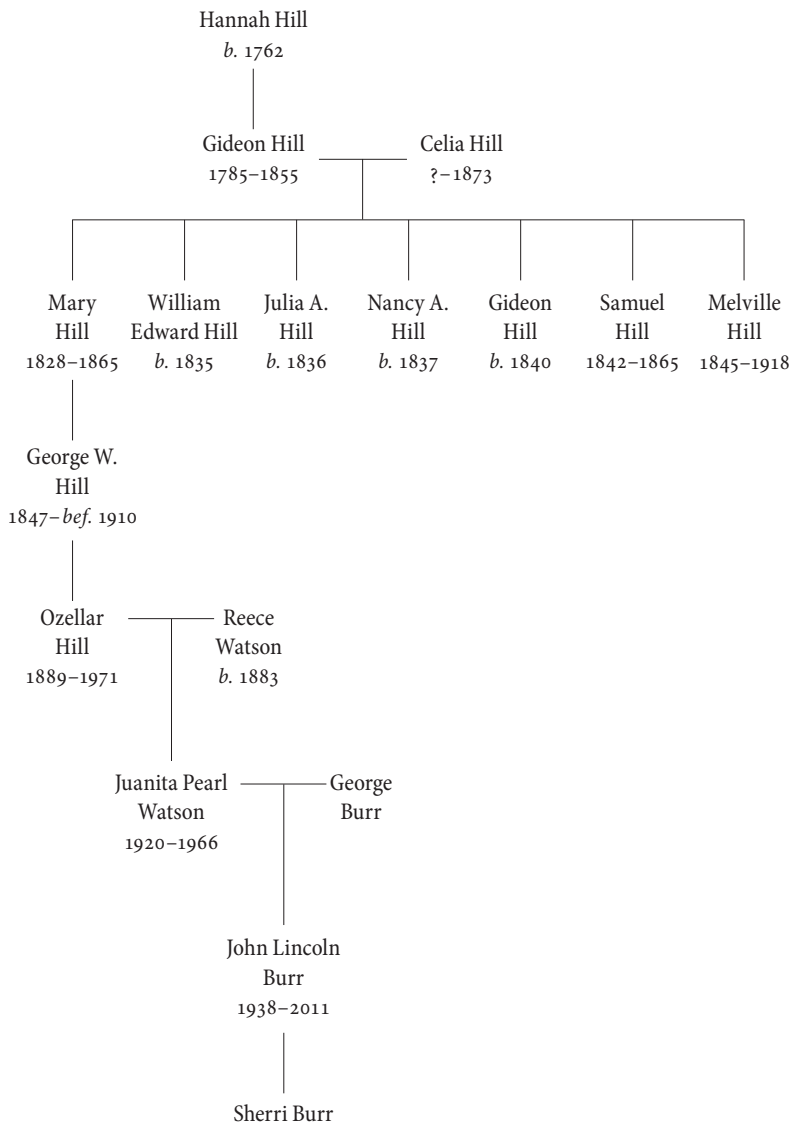 Hannah Hill
b. 1762
Gideon Hill
1785–1855
Celia Hill
?–1873
Mary
Hill
1828–1865
William
Edward Hill
b. 1835
Julia A.
Hill
b. 1836
Nancy A.
Hill
b. 1837
Gideon
Hill
b. 1840
Samuel
Hill
1842–1865
Melville
Hill
1845–1918
George W.
Hill
1847–bef. 1910
Ozellar
Hill
1889–1971
Reece
Watson
b. 1883
Juanita Pearl
Watson
1920–1966
George
Burr
John Lincoln
Burr
1938–2011
Sherri Burr